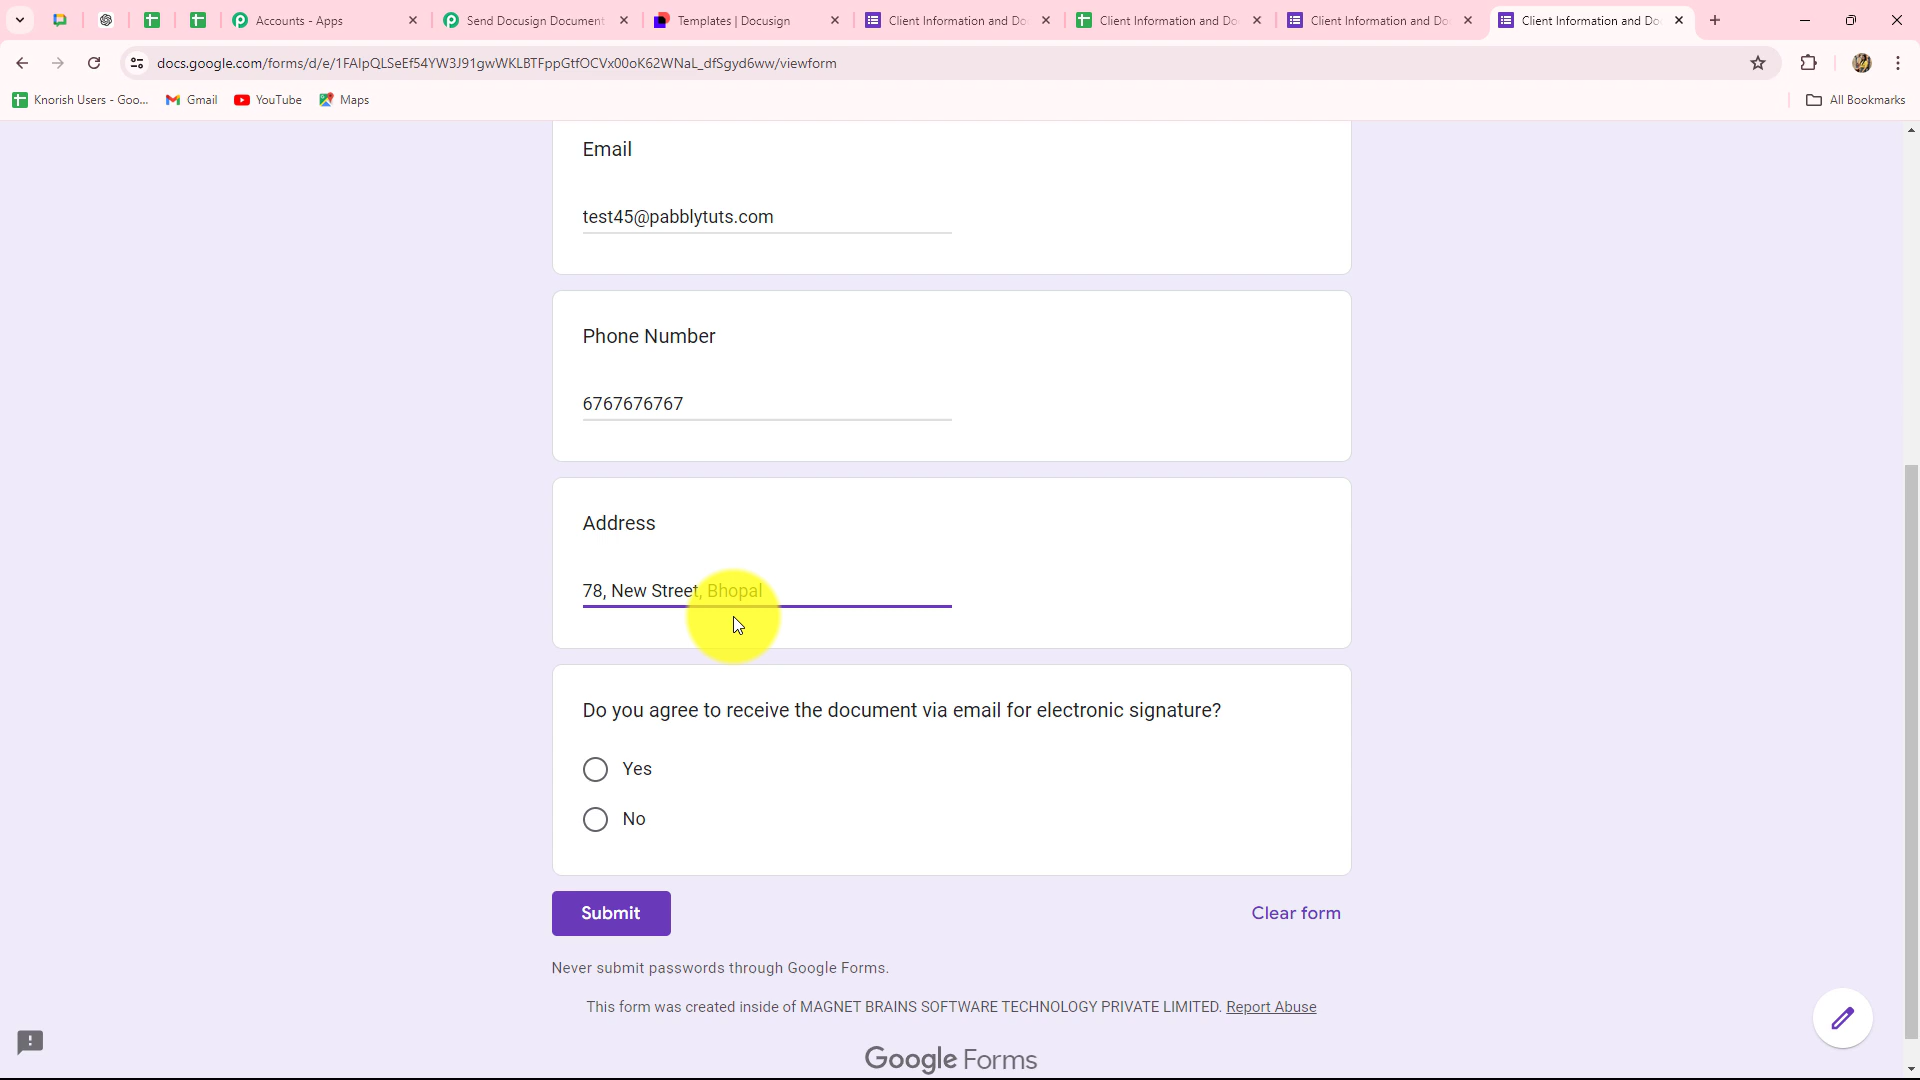 Accounts - Apps
Send Docusign Document
Templates | Docusign
Client Information and Do
Client Information and Do
Client Information and Do
Client Information and Do
docs.google.com/forms/d/e/1FAIpQLSeEf54YW3J91gwWKLBTFppGtfOCVx00oK62WNaL_dfSgyd6ww/viewform
Knorish Users - Goo...
Gmail
YouTube
Maps
All Bookmarks
Email
test45@pabblytuts.com
Phone Number
6767676767
Address
78, New Street, Bhopal
Do you agree to receive the document via email for electronic signature?
Yes
No
Submit
Clear form
Never submit passwords through Google Forms.
This form was created inside of MAGNET BRAINS SOFTWARE TECHNOLOGY PRIVATE LIMITED. Report Abuse
Google Forms